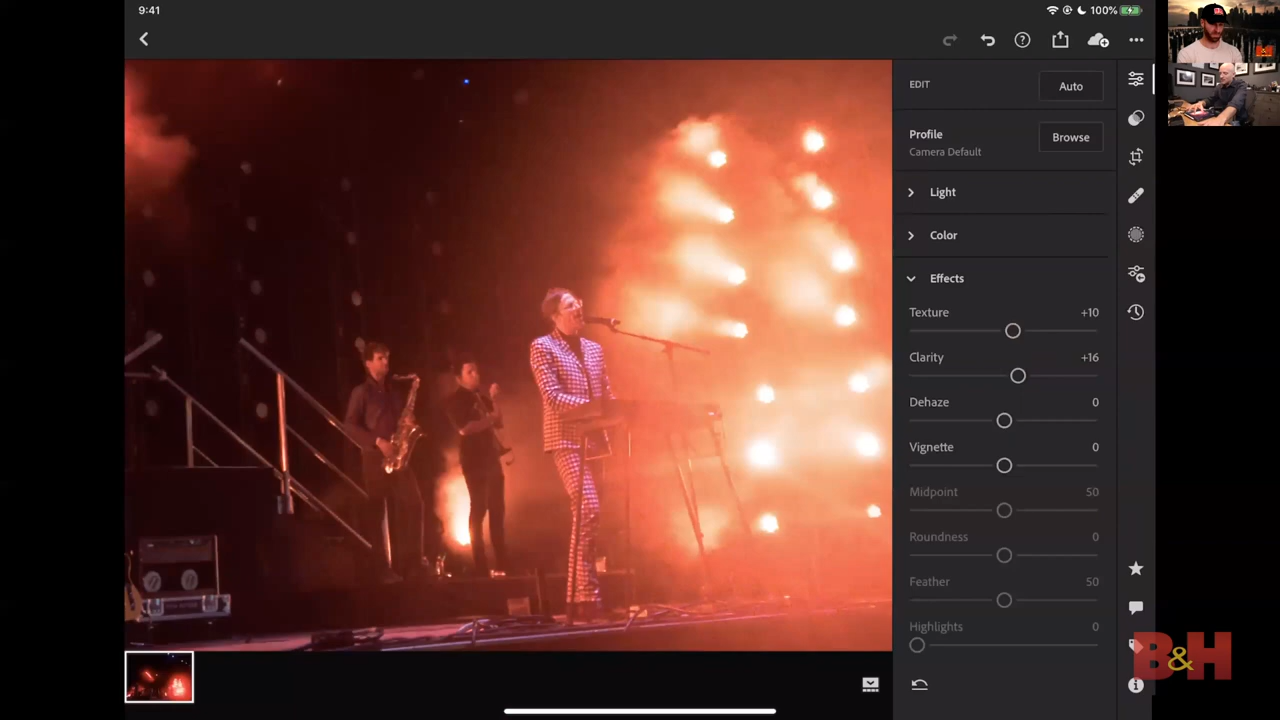 9:41
100%
EDIT
Auto
Profile
Camera Default
Browse
Light
Color
Effects
Texture +10
Clarity +16
Dehaze 0
Vignette 0
Midpoint 50
Roundness 0
Feather 50
Highlights 0
B&H